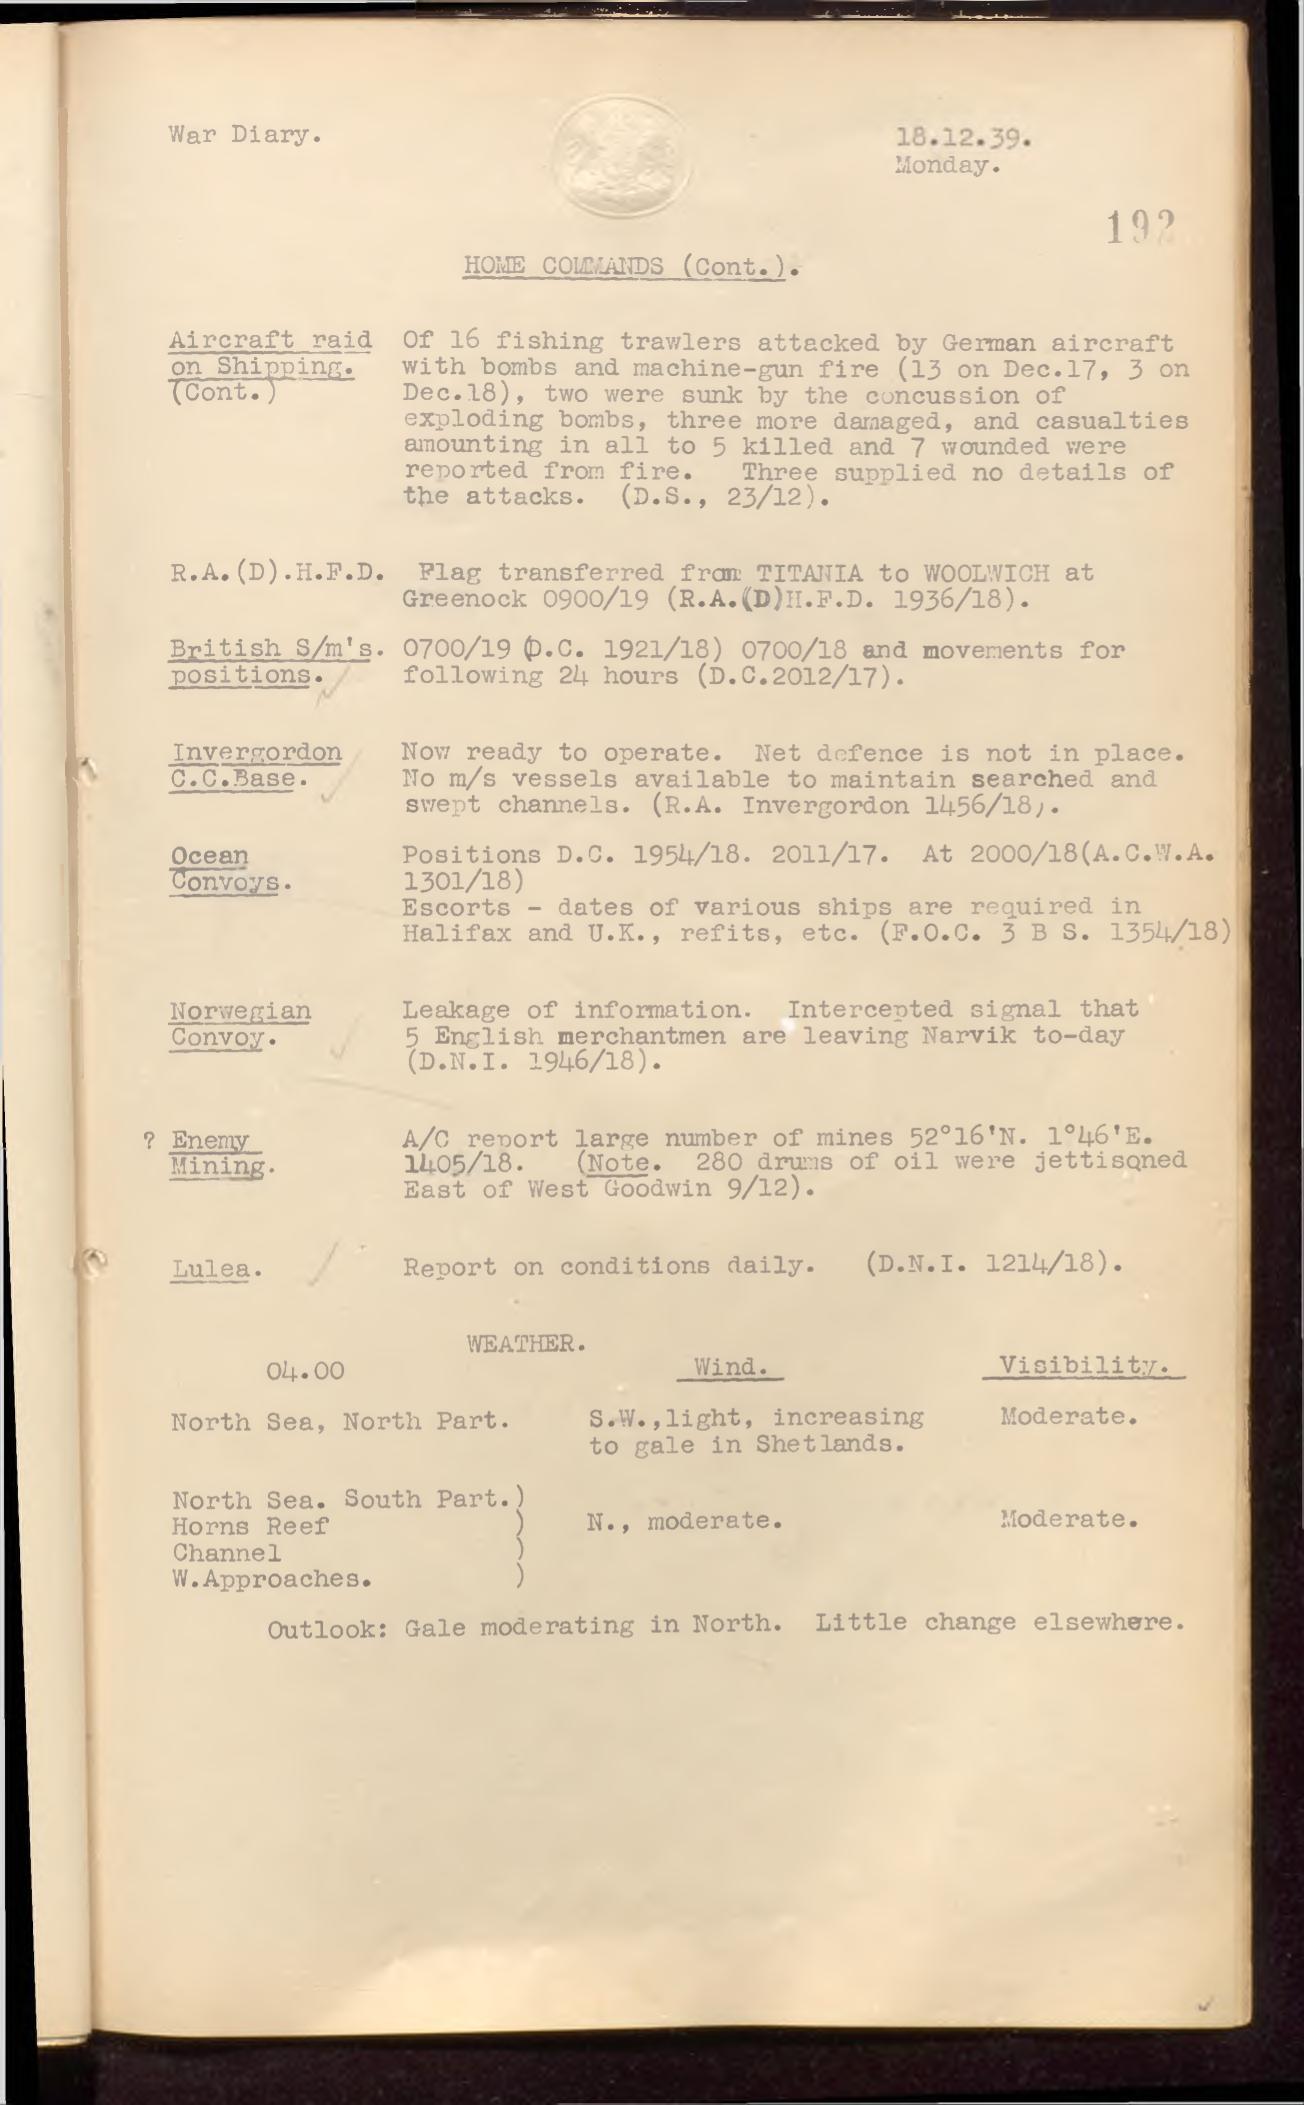 War Diary.
18.12.39.
Monday.
192
HOME COMMANDS (Cont.).
Aircraft raid Of 16 fishing trawlers attacked by German aircraft
on Shipping. with bombs and machine-gun fire (13 on Dec.17, 3 on
(Cont.) Dec.18), two were sunk by the concussion of
exploding bombs, three more damaged, and casualties
amounting in all to 5 killed and 7 wounded were
reported from fire. Three supplied no details of
the attacks. (D.S., 23/12).
R.A.(D).H.F.D. Flag transferred from TITANIA to WOOLWICH at
Greenock 0900/19 (R.A.(D)H.F.D. 1936/18).
British S/m's. 0700/19 (D.C. 1921/18) 0700/18 and movements for
positions. following 24 hours (D.C.2012/17).
Invergordon Now ready to operate. Net defence is not in place.
C.C.Base. No m/s vessels available to maintain searched and
swept channels. (R.A. Invergordon 1456/18).
Ocean Positions D.C. 1954/18. 2011/17. At 2000/18(A.C.W.A.
Convoys. 1301/18)
Escorts - dates of various ships are required in
Halifax and U.K., refits, etc. (F.O.C. 3 B S. 1354/18)
Norwegian Leakage of information. Intercepted signal that
Convoy. 5 English merchantmen are leaving Narvik to-day
(D.N.I. 1946/18).
? Enemy A/C report large number of mines 52°16'N. 1°46'E.
Mining. 1405/18. (Note. 280 drums of oil were jettisoned
East of West Goodwin 9/12).
Lulea. Report on conditions daily. (D.N.I. 1214/18).
WEATHER.
04.00 Wind. Visibility.
North Sea, North Part. S.W.,light, increasing Moderate.
to gale in Shetlands.
North Sea. South Part.)
Horns Reef ) N., moderate. Moderate.
Channel )
W.Approaches. )
Outlook: Gale moderating in North. Little change elsewhere.